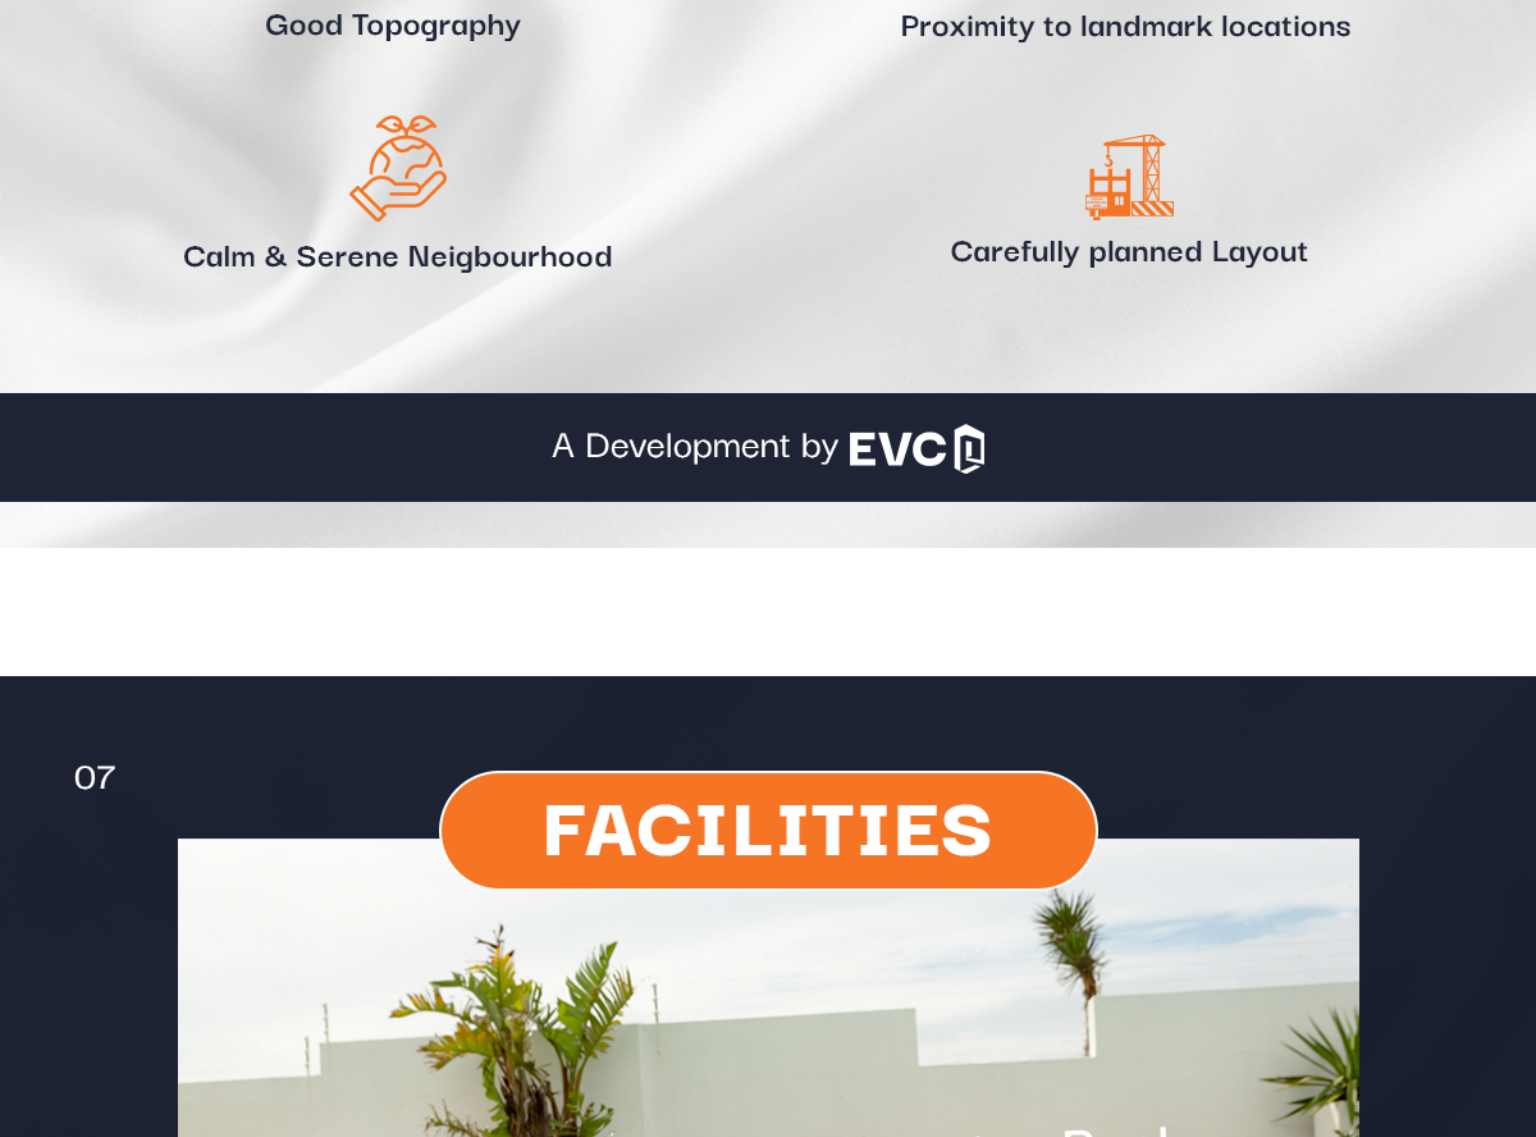 Good Topography
Proximity to landmark locations
Calm & Serene Neigbourhood
Carefully planned Layout
A Development by EVC
07
FACILITIES